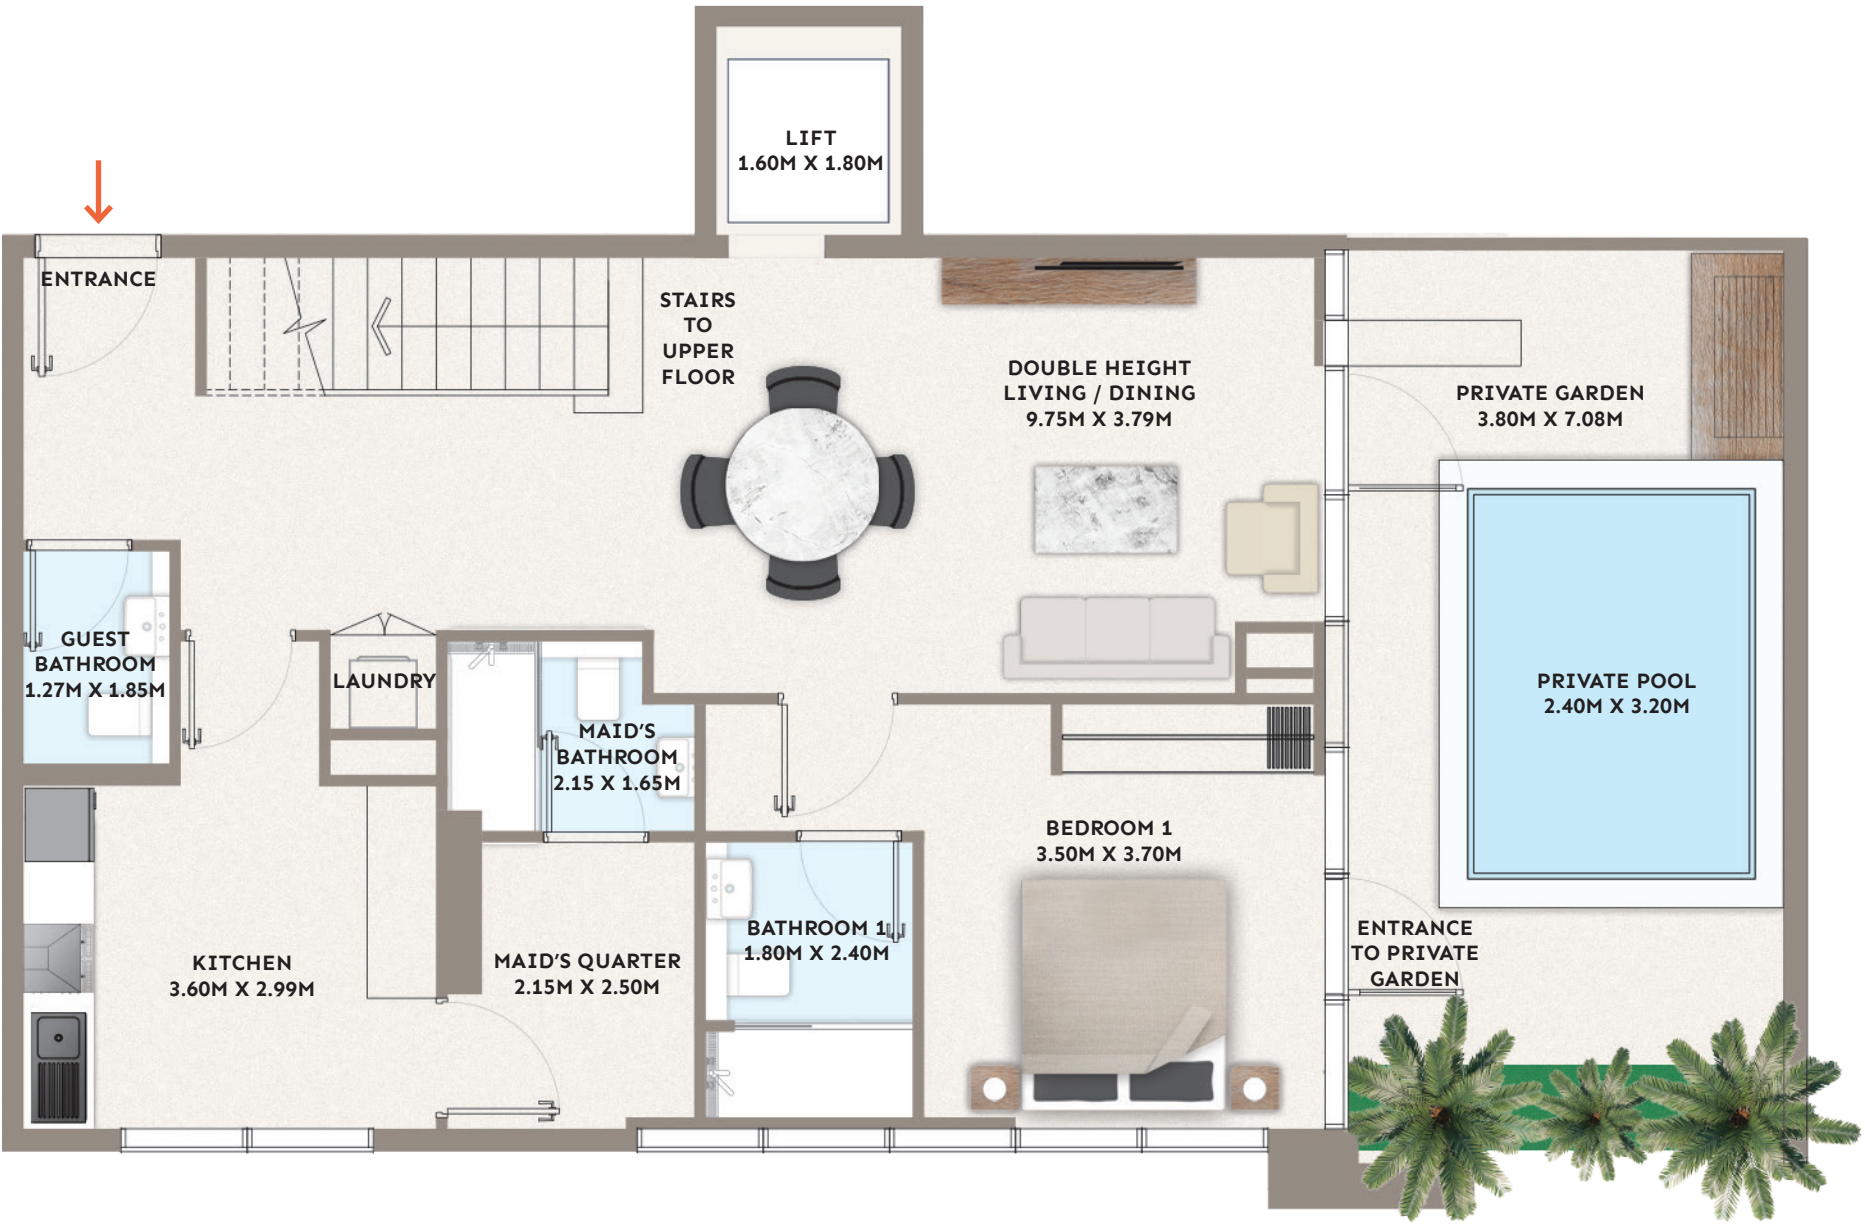 LIFT
1.60M X 1.80M
ENTRANCE
STAIRS
TO
UPPER
FLOOR
DOUBLE HEIGHT
LIVING / DINING
9.75M X 3.79M
PRIVATE GARDEN
3.80M X 7.08M
GUEST
BATHROOM
1.27M X 1.85M
LAUNDRY
MAID'S
BATHROOM
2.15 X 1.65M
PRIVATE POOL
2.40M X 3.20M
BEDROOM 1
3.50M X 3.70M
KITCHEN
3.60M X 2.99M
MAID'S QUARTER
2.15M X 2.50M
BATHROOM 1
1.80M X 2.40M
ENTRANCE
TO PRIVATE
GARDEN